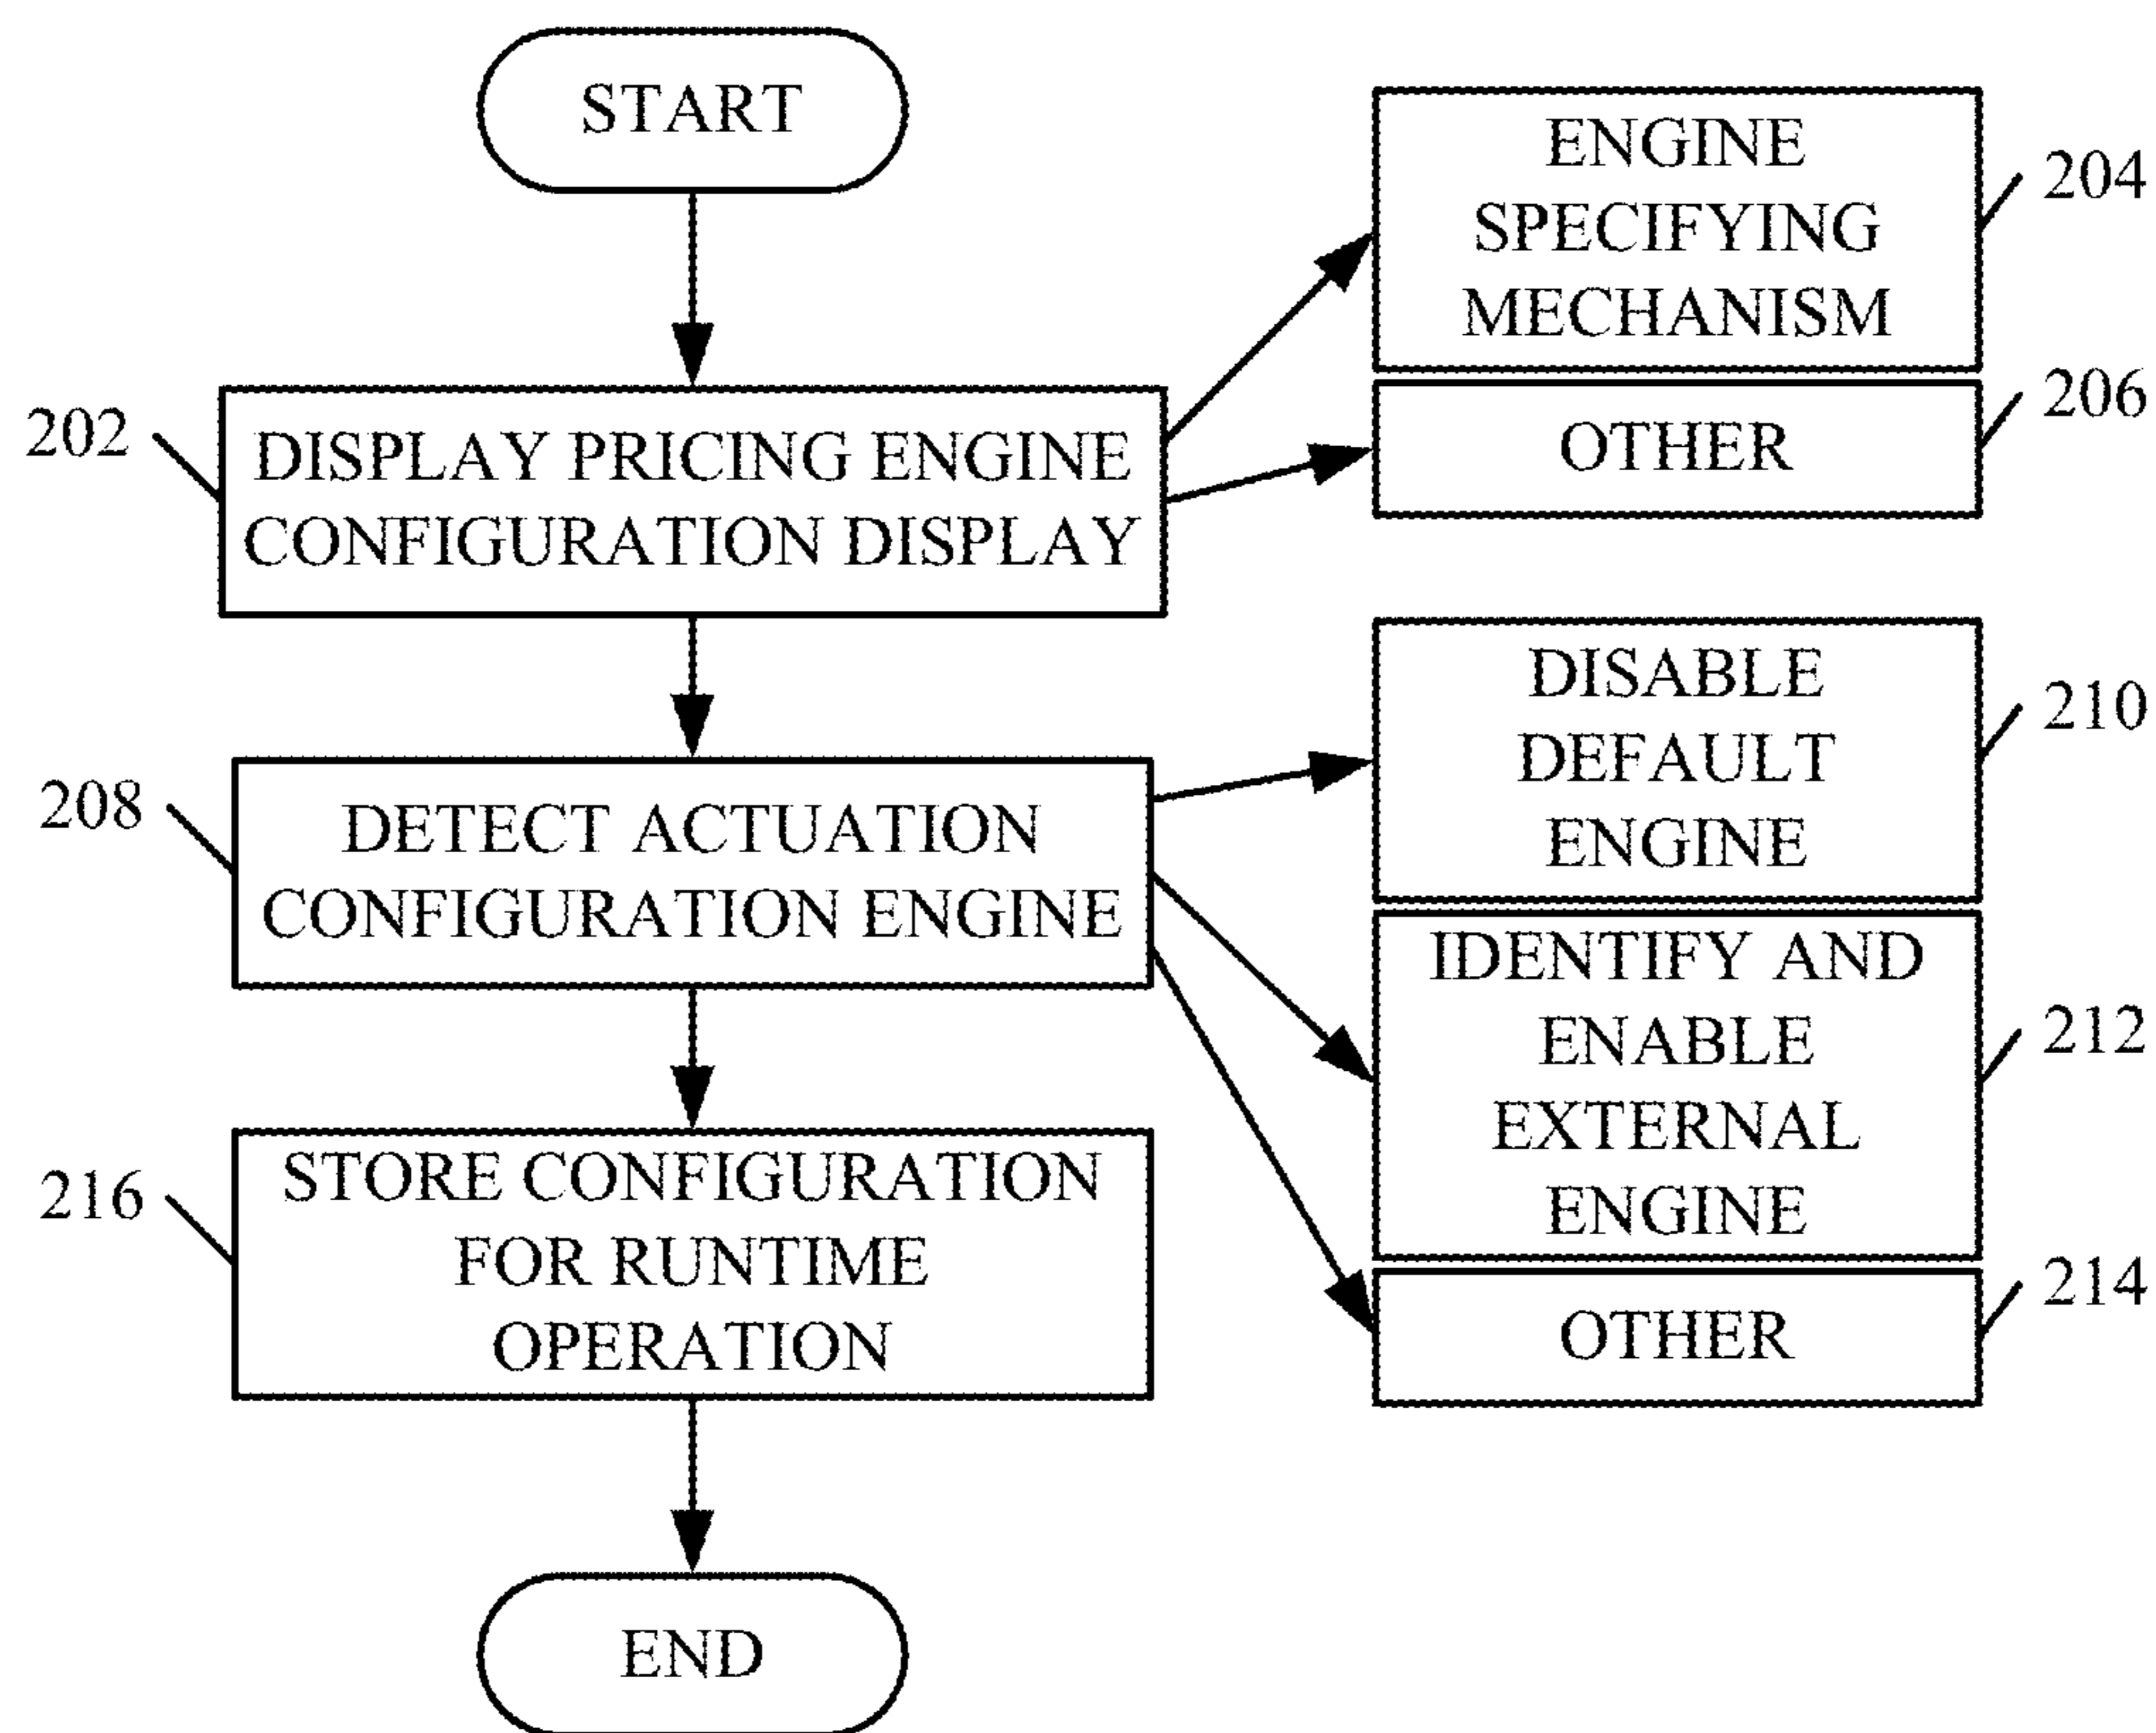 START
ENGINE
SPECIFYING
MECHANISM
204
OTHER
206
202
DISPLAY PRICING ENGINE
CONFIGURATION DISPLAY
DISABLE
DEFAULT
ENGINE
210
208
DETECT ACTUATION
CONFIGURATION ENGINE
IDENTIFY AND
ENABLE
EXTERNAL
ENGINE
212
OTHER
214
216
STORE CONFIGURATION
FOR RUNTIME
OPERATION
END